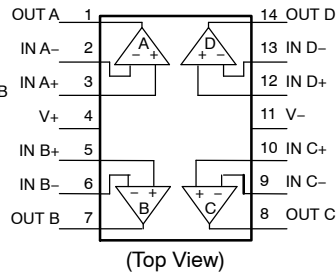 OUT A 1 14 OUT D
A D
IN A− 2 − + + − 13 IN D−
B IN A+ 3 12 IN D+
V+ 4 11 V−
IN B+ 5 10 IN C+
IN B− 6 − + + − 9 IN C−
B C
OUT B 7 8 OUT C
(Top View)